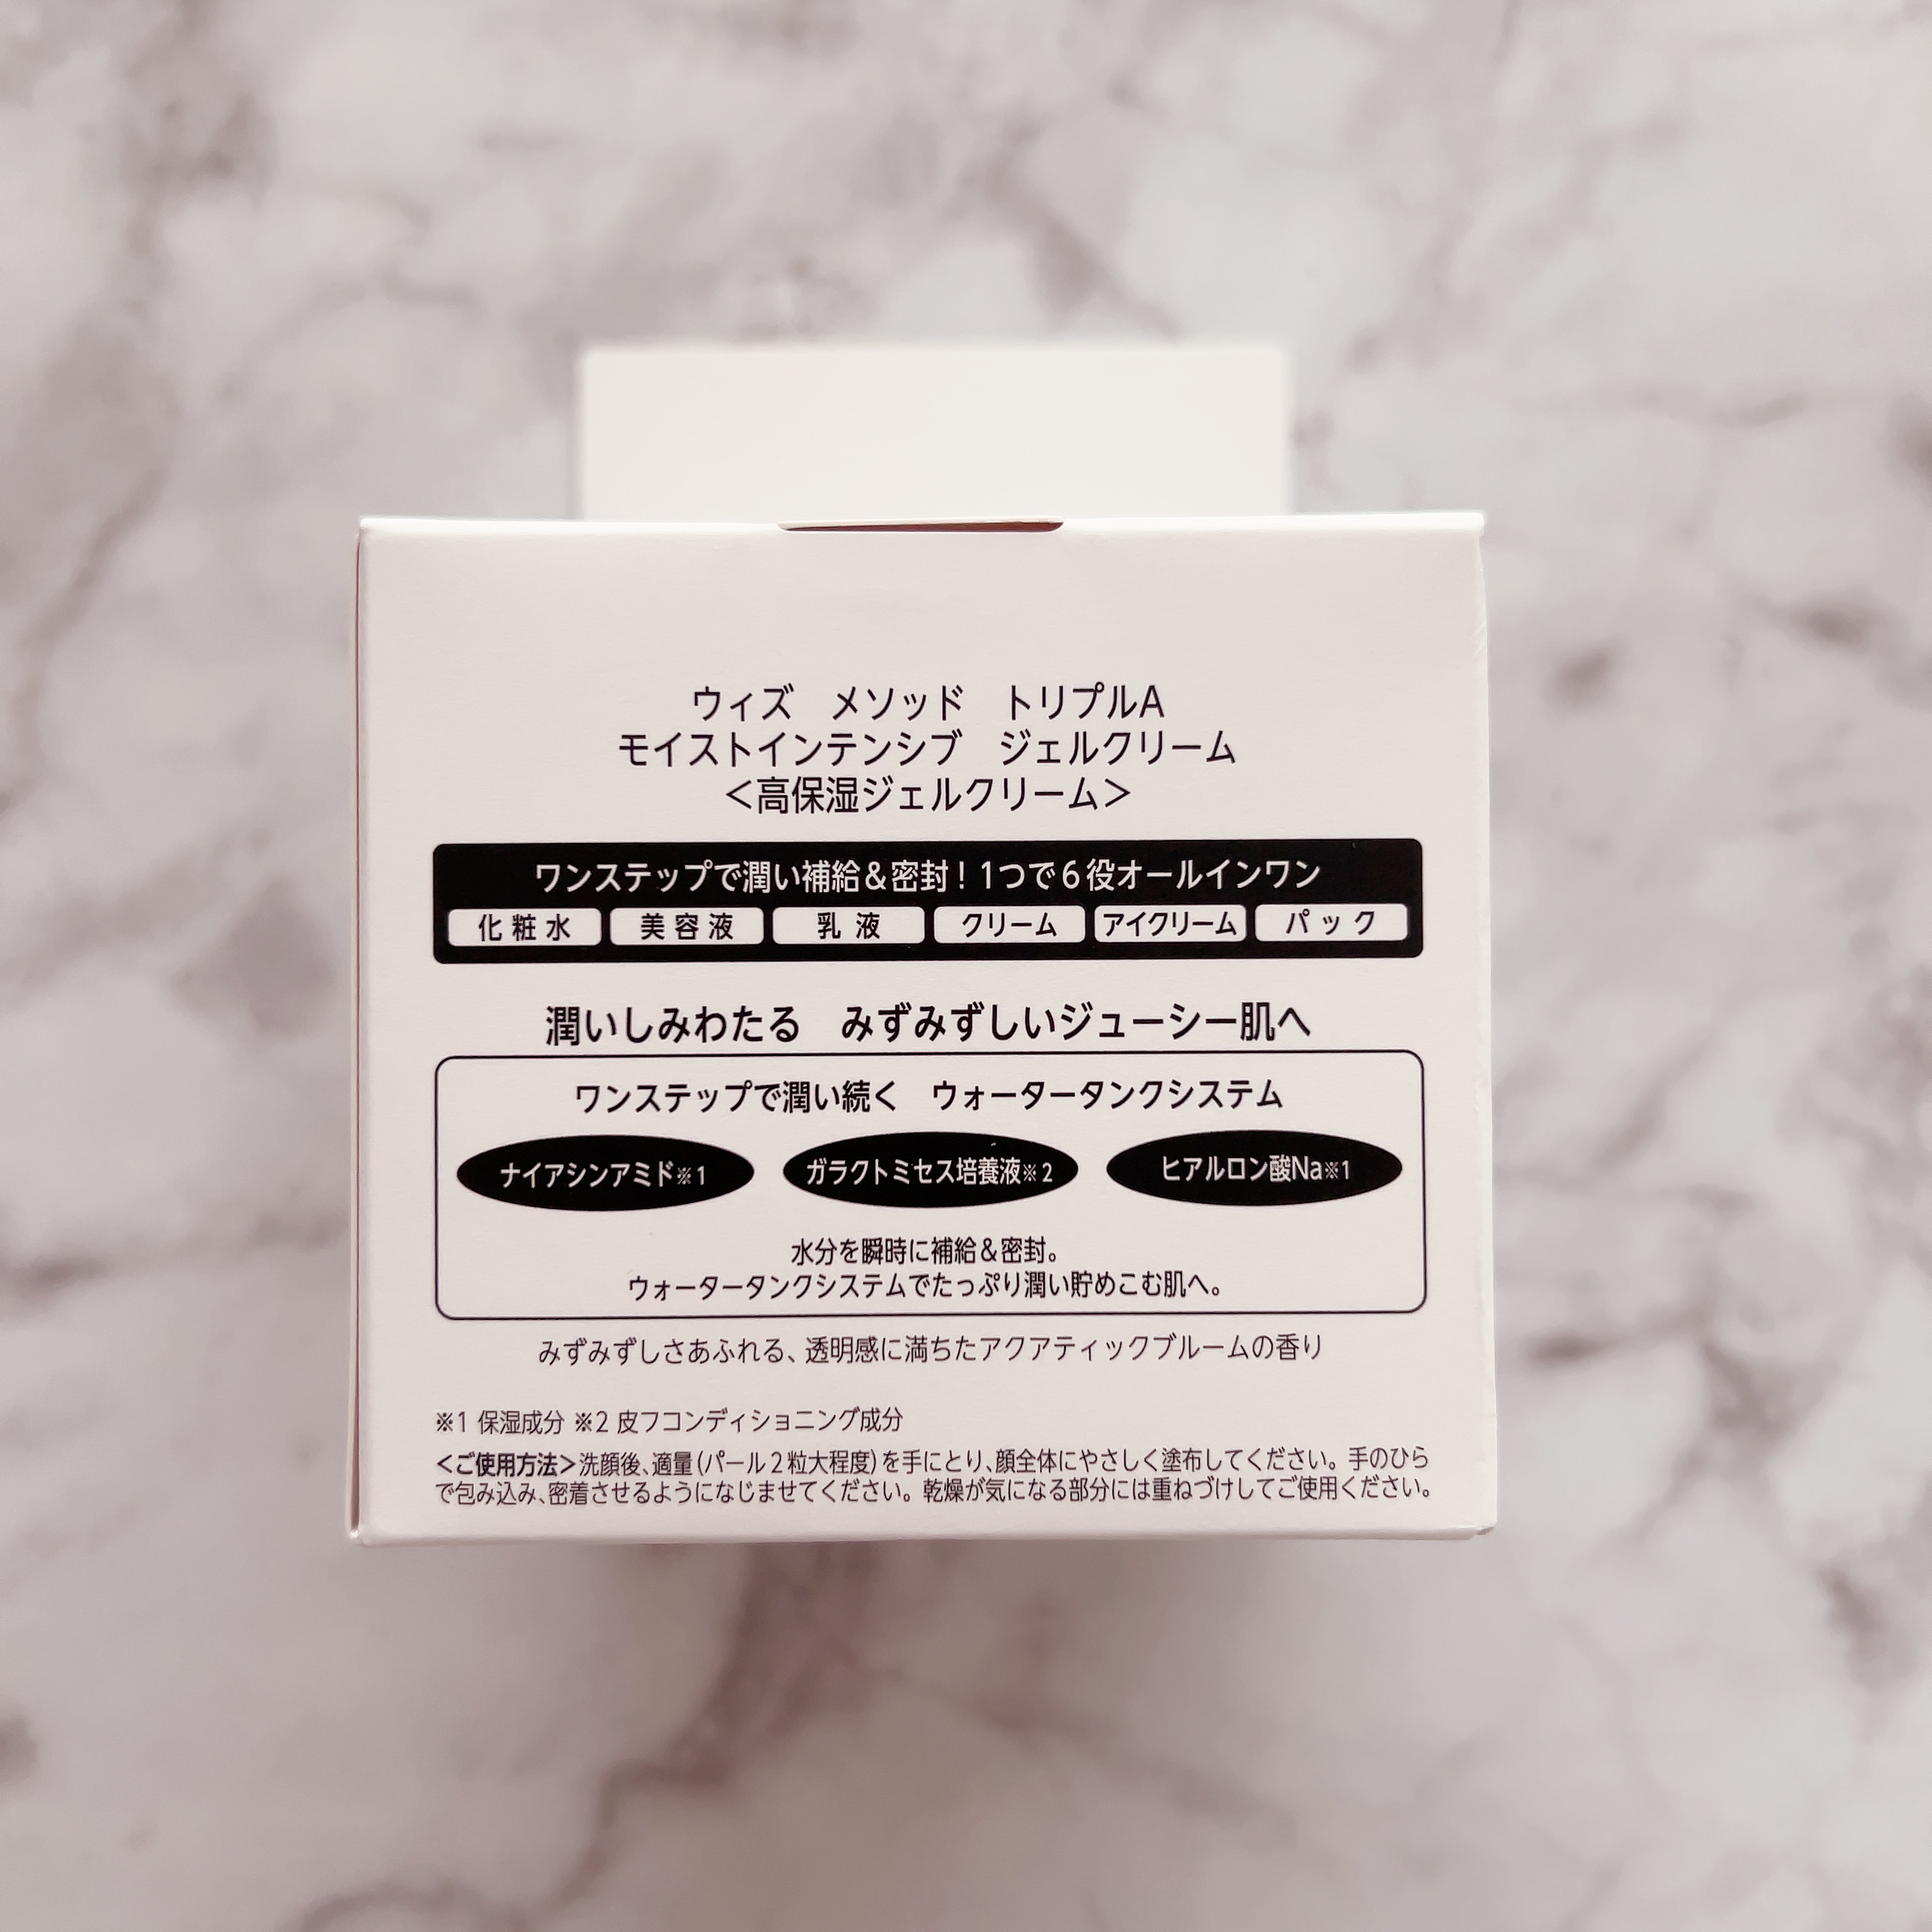 ウィズ メソッド トリプルA
モイストインテンシブ ジェルクリーム
＜高保湿ジェルクリーム＞
ワンステップで潤い補給＆密封！1つで6役オールインワン
化粧水 美容液 乳液 クリーム アイクリーム パック
潤いしみわたる みずみずしいジューシー肌へ
ワンステップで潤い続く ウォータータンクシステム
ナイアシンアミド※1 ガラクトミセス培養液※2 ヒアルロン酸Na※1
水分を瞬時に補給＆密封。
ウォータータンクシステムでたっぷり潤い貯めこむ肌へ。
みずみずしさあふれる、透明感に満ちたアクアティックブルームの香り
※1 保湿成分 ※2 皮フコンディショニング成分
＜ご使用方法＞洗顔後、適量(パール2粒大程度)を手にとり、顔全体にやさしく塗布してください。手のひら
で包み込み、密着させるようになじませてください。乾燥が気になる部分には重ねづけしてご使用ください。